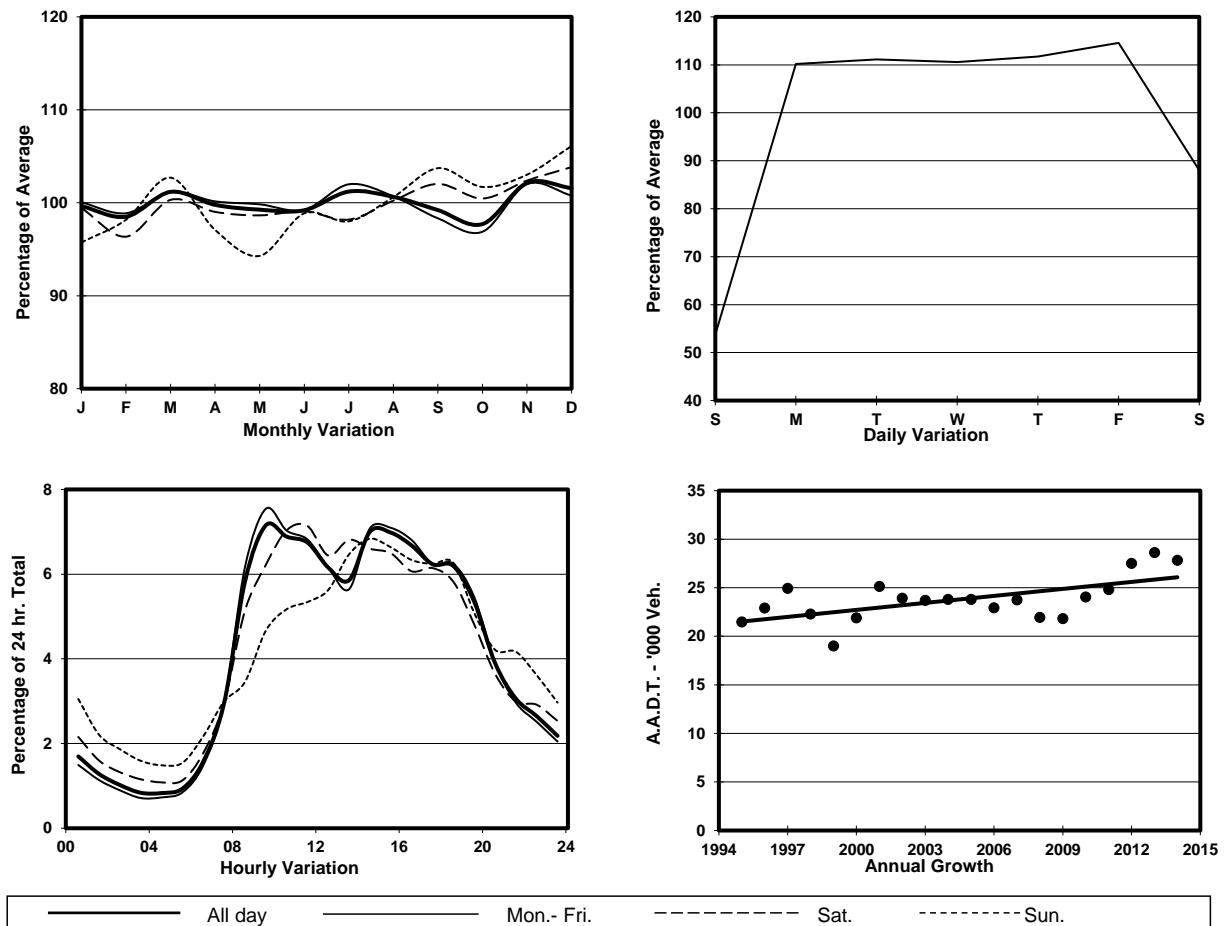 120
110
100
90
80
Percentage of Average
J F M A M J J A S O N D
Monthly Variation
120
110
100
90
80
70
60
50
40
Percentage of Average
S M T W T F S
Daily Variation
8
6
4
2
0
Percentage of 24 hr. Total
00 04 08 12 16 20 24
Hourly Variation
35
30
25
20
15
10
5
0
A.A.D.T. - '000 Veh.
1994 1997 2000 2003 2006 2009 2012 2015
Annual Growth
All day Mon.- Fri. Sat. Sun.